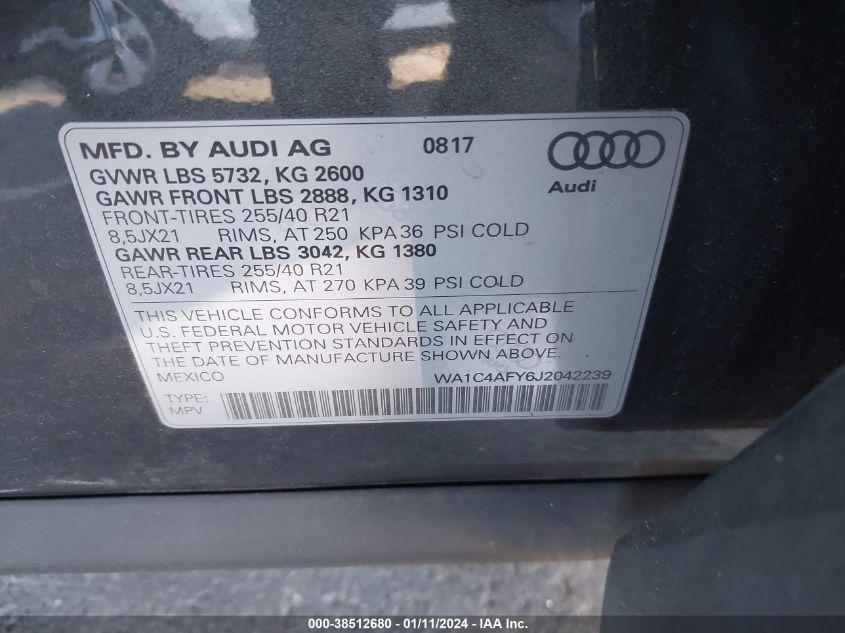 MFD. BY AUDI AG 0817
GVWR LBS 5732, KG 2600
GAWR FRONT LBS 2888, KG 1310
FRONT-TIRES 255/40 R21
8,5JX21 RIMS, AT 250 KPA 36 PSI COLD
GAWR REAR LBS 3042, KG 1380
REAR-TIRES 255/40 R21
8,5JX21 RIMS, AT 270 KPA 39 PSI COLD
Audi
THIS VEHICLE CONFORMS TO ALL APPLICABLE
U.S. FEDERAL MOTOR VEHICLE SAFETY AND
THEFT PREVENTION STANDARDS IN EFFECT ON
THE DATE OF MANUFACTURE SHOWN ABOVE.
MEXICO WA1C4AFY6J2042239
TYPE:
MPV
000-38512680 - 01/11/2024 - IAA Inc.